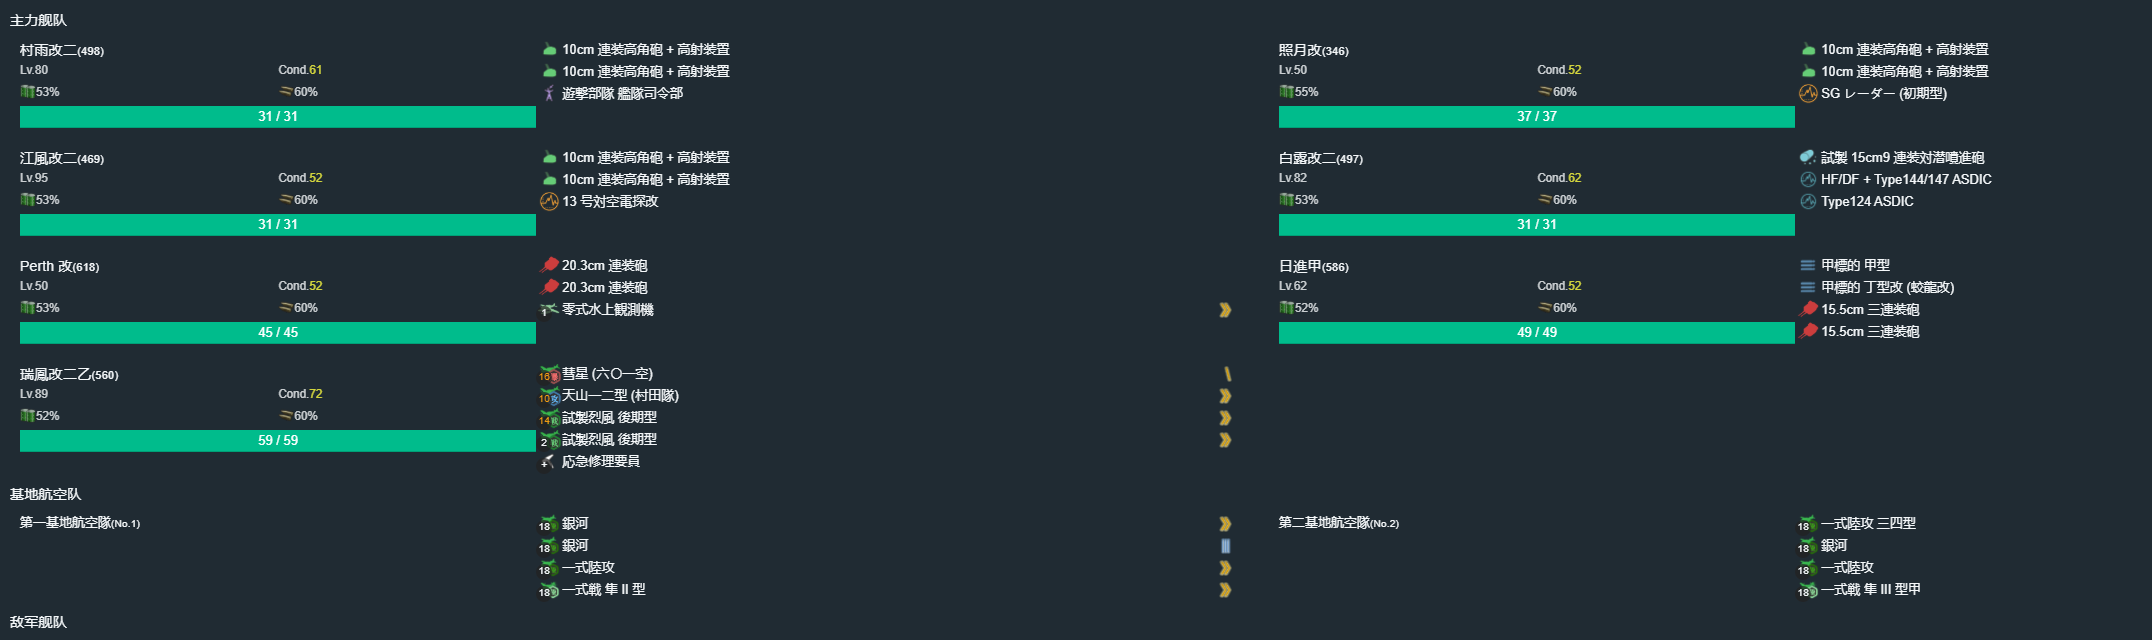 主力舰队
村雨改二(498)
Lv.80 Cond.61
53% 60%
31 / 31
10cm 連装高角砲 + 高射装置
10cm 連装高角砲 + 高射装置
遊撃部隊 艦隊司令部
照月改(346)
Lv.50 Cond.52
55% 60%
37 / 37
10cm 連装高角砲 + 高射装置
10cm 連装高角砲 + 高射装置
SG レーダー (初期型)
江風改二(469)
Lv.95 Cond.52
53% 60%
31 / 31
10cm 連装高角砲 + 高射装置
10cm 連装高角砲 + 高射装置
13 号対空電探改
白露改二(497)
Lv.82 Cond.62
53% 60%
31 / 31
試製 15cm9 連装対潜噴進砲
HF/DF + Type144/147 ASDIC
Type124 ASDIC
Perth 改(618)
Lv.50 Cond.52
53% 60%
45 / 45
20.3cm 連装砲
20.3cm 連装砲
1 零式水上観測機
日進甲(586)
Lv.62 Cond.52
52% 60%
49 / 49
甲標的 甲型
甲標的 丁型改 (蛟龍改)
15.5cm 三連装砲
15.5cm 三連装砲
瑞鳳改二乙(560)
Lv.89 Cond.72
52% 60%
59 / 59
16 彗星 (六〇一空)
10 天山一二型 (村田隊)
14 試製烈風 後期型
2 試製烈風 後期型
+ 応急修理要員
基地航空队
第一基地航空隊(No.1)
18 銀河
18 銀河
18 一式陸攻
18 一式戦 隼 II 型
第二基地航空隊(No.2)
18 一式陸攻 三四型
18 銀河
18 一式陸攻
18 一式戦 隼 III 型甲
敌军舰队